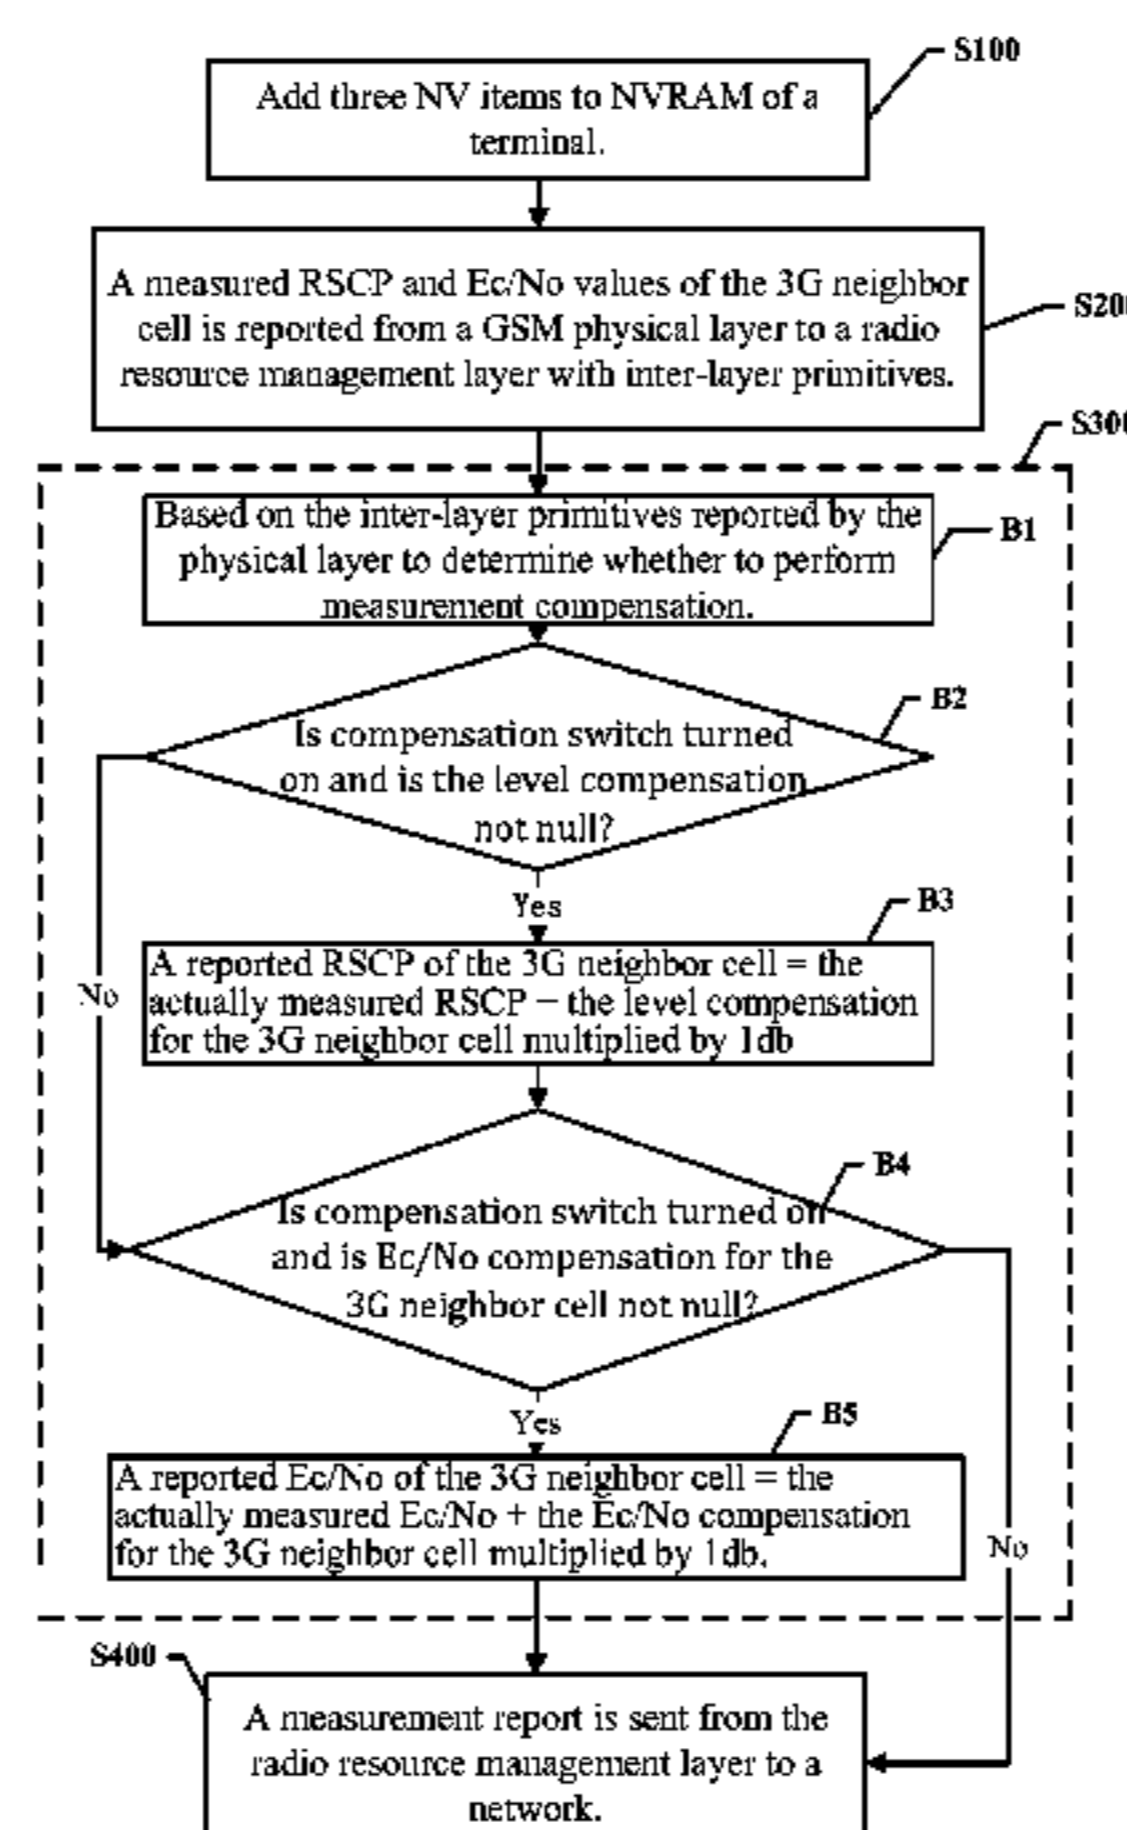 S100
Add three NV items to NVRAM of a
terminal.
A measured RSCP and Ec/No values of the 3G neighbor
cell is reported from a GSM physical layer to a radio
resource management layer with inter-layer primitives.
S200
S300
Based on the inter-layer primitives reported by the
physical layer to determine whether to perform
measurement compensation.
B1
B2
Is compensation switch turned
on and is the level compensation
not null?
Yes
No
B3
A reported RSCP of the 3G neighbor cell = the
actually measured RSCP − the level compensation
for the 3G neighbor cell multiplied by 1db
B4
Is compensation switch turned on
and is Ec/No compensation for the
3G neighbor cell not null?
Yes
No
B5
A reported Ec/No of the 3G neighbor cell = the
actually measured Ec/No + the Ec/No compensation
for the 3G neighbor cell multiplied by 1db.
S400
A measurement report is sent from the
radio resource management layer to a
network.